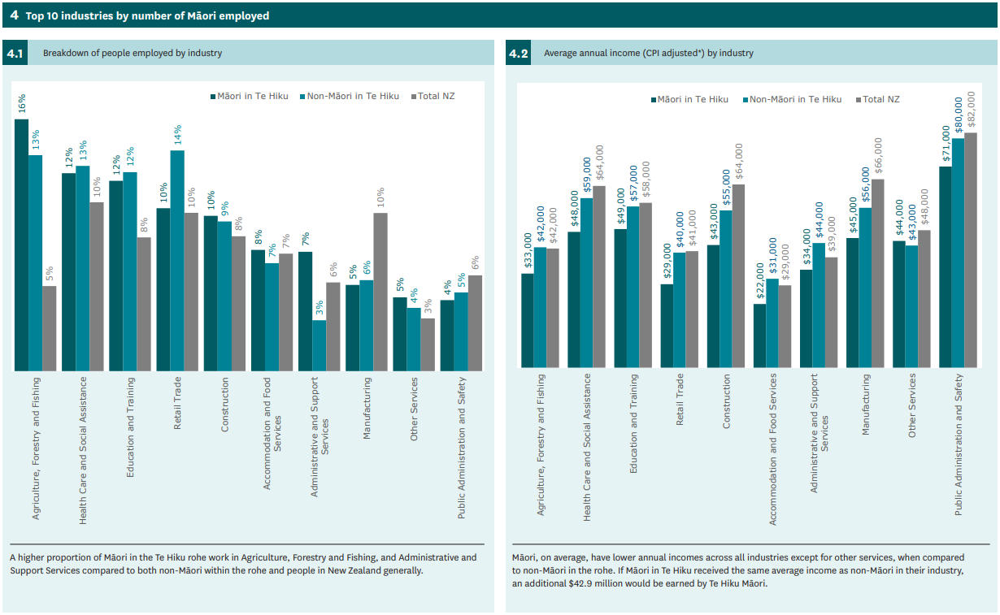 4 Top 10 industries by number of Māori employed
4.1 Breakdown of people employed by industry
Māori in Te Hiku Non-Māori in Te Hiku Total NZ
16% 13% 5%
12% 13% 10%
12% 12% 8%
10% 14% 10%
10% 9% 8%
8% 7% 7%
7% 3% 6%
5% 6% 10%
5% 4% 3%
4% 5% 6%
Agriculture, Forestry and Fishing
Health Care and Social Assistance
Education and Training
Retail Trade
Construction
Accommodation and Food
Services
Administrative and Support
Services
Manufacturing
Other Services
Public Administration and Safety
A higher proportion of Māori in the Te Hiku rohe work in Agriculture, Forestry and Fishing, and Administrative and
Support Services compared to both non-Māori within the rohe and people in New Zealand generally.
4.2 Average annual income (CPI adjusted*) by industry
Māori in Te Hiku Non-Māori in Te Hiku Total NZ
$33,000 $42,000 $42,000
$48,000 $59,000 $64,000
$49,000 $57,000 $58,000
$29,000 $40,000 $41,000
$43,000 $55,000 $64,000
$22,000 $31,000 $29,000
$34,000 $44,000 $39,000
$45,000 $56,000 $66,000
$44,000 $43,000 $48,000
$71,000 $80,000 $82,000
Agriculture, Forestry and Fishing
Health Care and Social Assistance
Education and Training
Retail Trade
Construction
Accommodation and Food Services
Administrative and Support
Services
Manufacturing
Other Services
Public Administration and Safety
Māori, on average, have lower annual incomes across all industries except for other services, when compared
to non-Māori in the rohe. If Māori in Te Hiku received the same average income as non-Māori in their industry,
an additional $42.9 million would be earned by Te Hiku Māori.